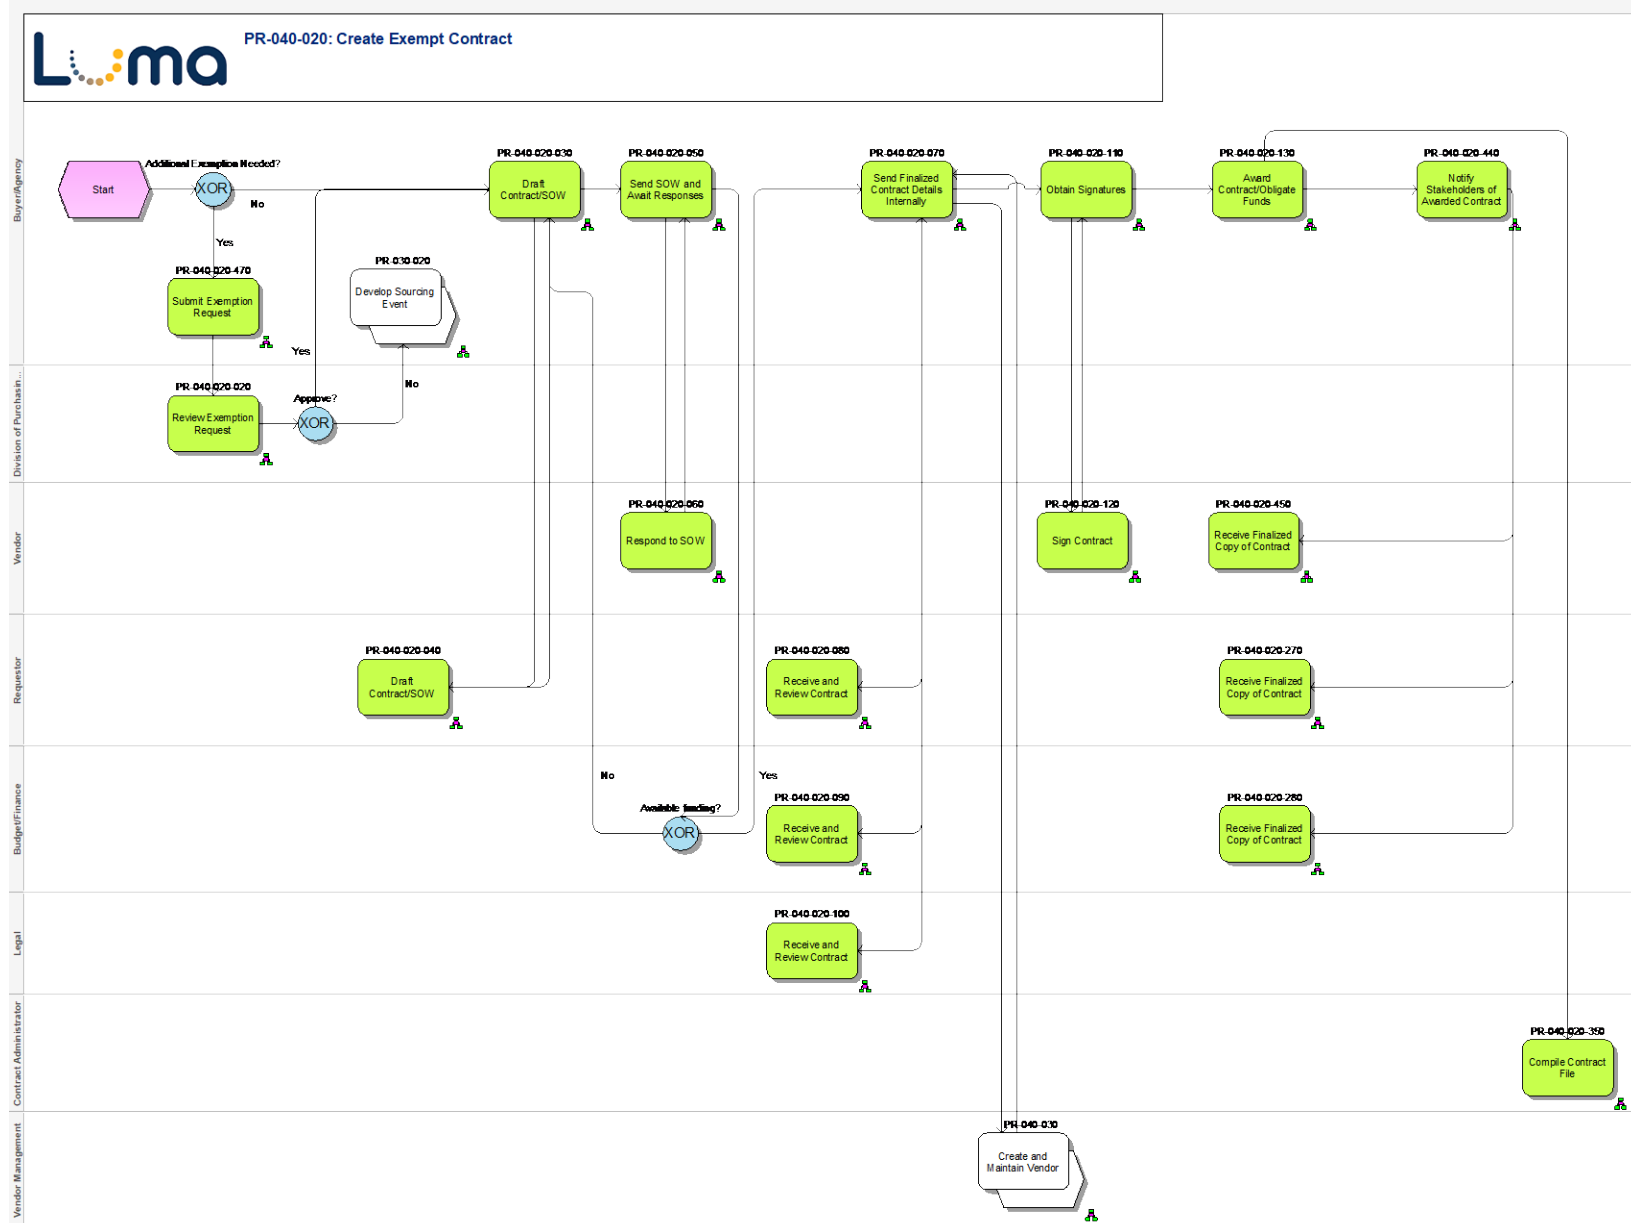 Luma
PR-040-020: Create Exempt Contract
Buyer/Agency
Start
Additional Exemption Needed?
XOR
No
Yes
PR-040-020-470
Submit Exemption
Request
PR-030-020
Develop Sourcing
Event
PR-040-020-030
Draft
Contract/SOW
PR-040-020-050
Send SOW and
Await Responses
PR-040-020-070
Send Finalized
Contract Details
Internally
PR-040-020-110
Obtain Signatures
PR-040-020-130
Award
Contract/Obligate
Funds
PR-040-020-440
Notify
Stakeholders of
Awarded Contract
Yes
Division of Purchasin...
PR-040-020-020
Review Exemption
Request
Approve?
XOR
No
Vendor
PR-040-020-060
Respond to SOW
PR-040-020-120
Sign Contract
PR-040-020-450
Receive Finalized
Copy of Contract
Requestor
PR-040-020-040
Draft
Contract/SOW
PR-040-020-080
Receive and
Review Contract
PR-040-020-270
Receive Finalized
Copy of Contract
Budget/Finance
No
Available funding?
XOR
Yes
PR-040-020-090
Receive and
Review Contract
PR-040-020-280
Receive Finalized
Copy of Contract
Legal
PR-040-020-100
Receive and
Review Contract
Contract Administrator
PR-040-020-350
Compile Contract
File
Vendor Management
PR-040-030
Create and
Maintain Vendor